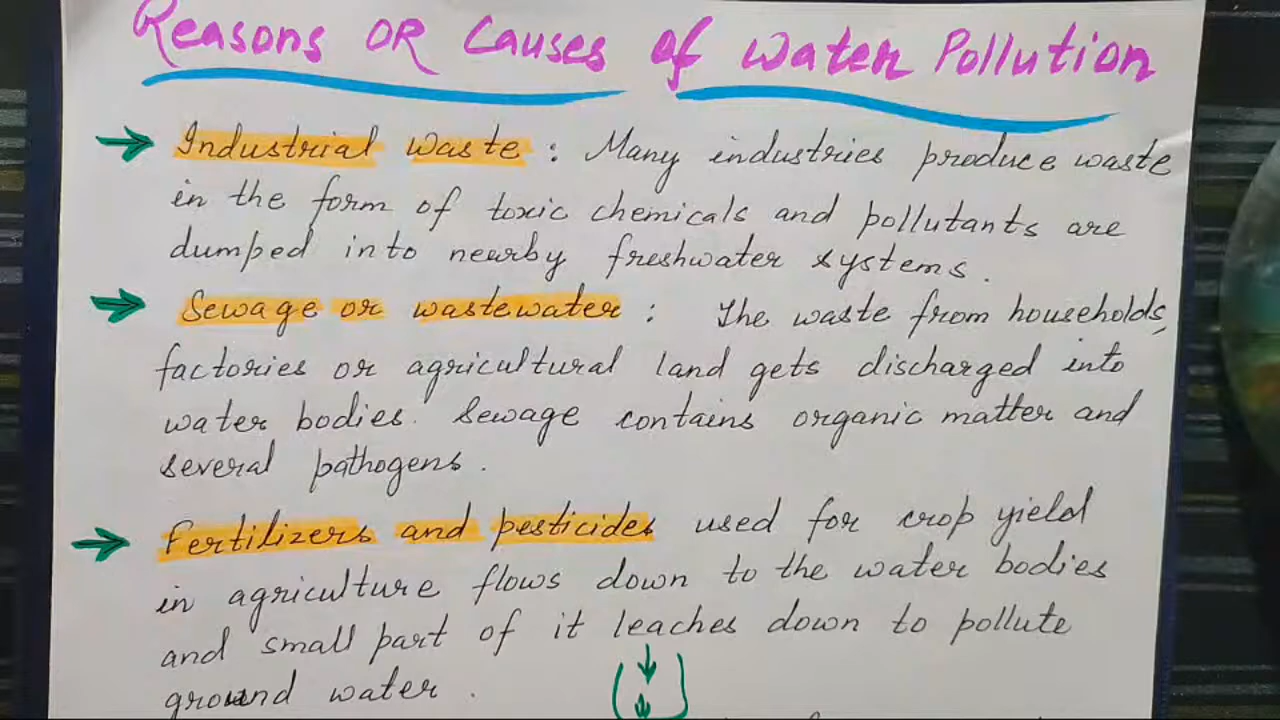 Reasons OR Causes of Water Pollution
→ Industrial waste : Many industries produce waste
in the form of toxic chemicals and pollutants are
dumped into nearby freshwater systems.
→ Sewage or wastewater : The waste from households,
factories or agricultural land gets discharged into
water bodies. Sewage contains organic matter and
several pathogens.
→ Fertilizers and pesticides used for crop yield
in agriculture flows down to the water bodies
and small part of it leaches down to pollute
ground water.